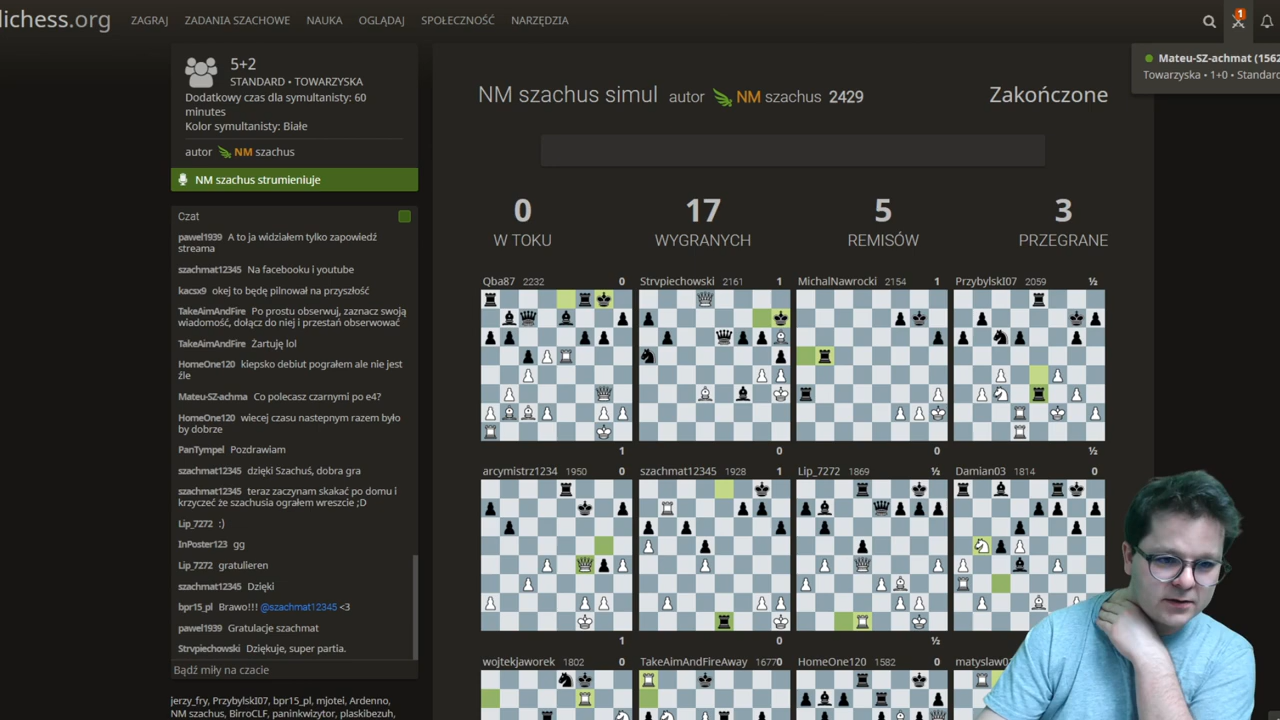 lichess.org
ZAGRAJ ZADANIA SZACHOWE NAUKA OGLĄDAJ SPOŁECZNOŚĆ NARZĘDZIA
1
5+2
STANDARD • TOWARZYSKA
Dodatkowy czas dla symultanisty: 60
minutes
Kolor symultanisty: Białe
autor NM szachus
NM szachus strumieniuje
Czat
pawel1939 A to ja widziałem tylko zapowiedź
streama
szachmat12345 Na facebooku i youtube
kacsx9 okej to będę pilnował na przyszłość
TakeAimAndFire Po prostu obserwuj, zaznacz swoją
wiadomość, dołącz do niej i przestań obserwować
TakeAimAndFire Żartuję lol
HomeOne120 kiepsko debiut pograłem ale nie jest
źle
Mateu-SZ-achma Co polecasz czarnymi po e4?
HomeOne120 wiecej czasu nastepnym razem było
by dobrze
PanTympel Pozdrawiam
szachmat12345 dzięki Szachuś, dobra gra
szachmat12345 teraz zaczynam skakać po domu i
krzyczeć że szachusia ograłem wreszcie ;D
Lip_7272 :)
InPoster123 gg
Lip_7272 gratulieren
szachmat12345 Dzięki
bpr15_pl Brawo!!! @szachmat12345 <3
pawel1939 Gratulacje szachmat
Strvpiechowski Dziękuje, super partia.
Bądź miły na czacie
jerzy_fry, Przybylskl07, bpr15_pl, mjotei, Ardenno,
NM szachus, BirroCLF, paninkwizytor, plaskibezuh,
NM szachus simul autor NM szachus 2429
Zakończone
Mateu-SZ-achmat (1562
Towarzyska • 1+0 • Standard
0 17 5 3
W TOKU WYGRANYCH REMISÓW PRZEGRANE
Qba87 2232 0 Strvpiechowski 2161 1 MichalNawrocki 2154 1 Przybylskl07 2059 ½
1 0 0 ½
arcymistrz1234 1950 0 szachmat12345 1928 1 Lip_7272 1869 ½ Damian03 1814 0
1 0 ½
wojtekjaworek 1802 0 TakeAimAndFireAway 1677 0 HomeOne120 1582 0